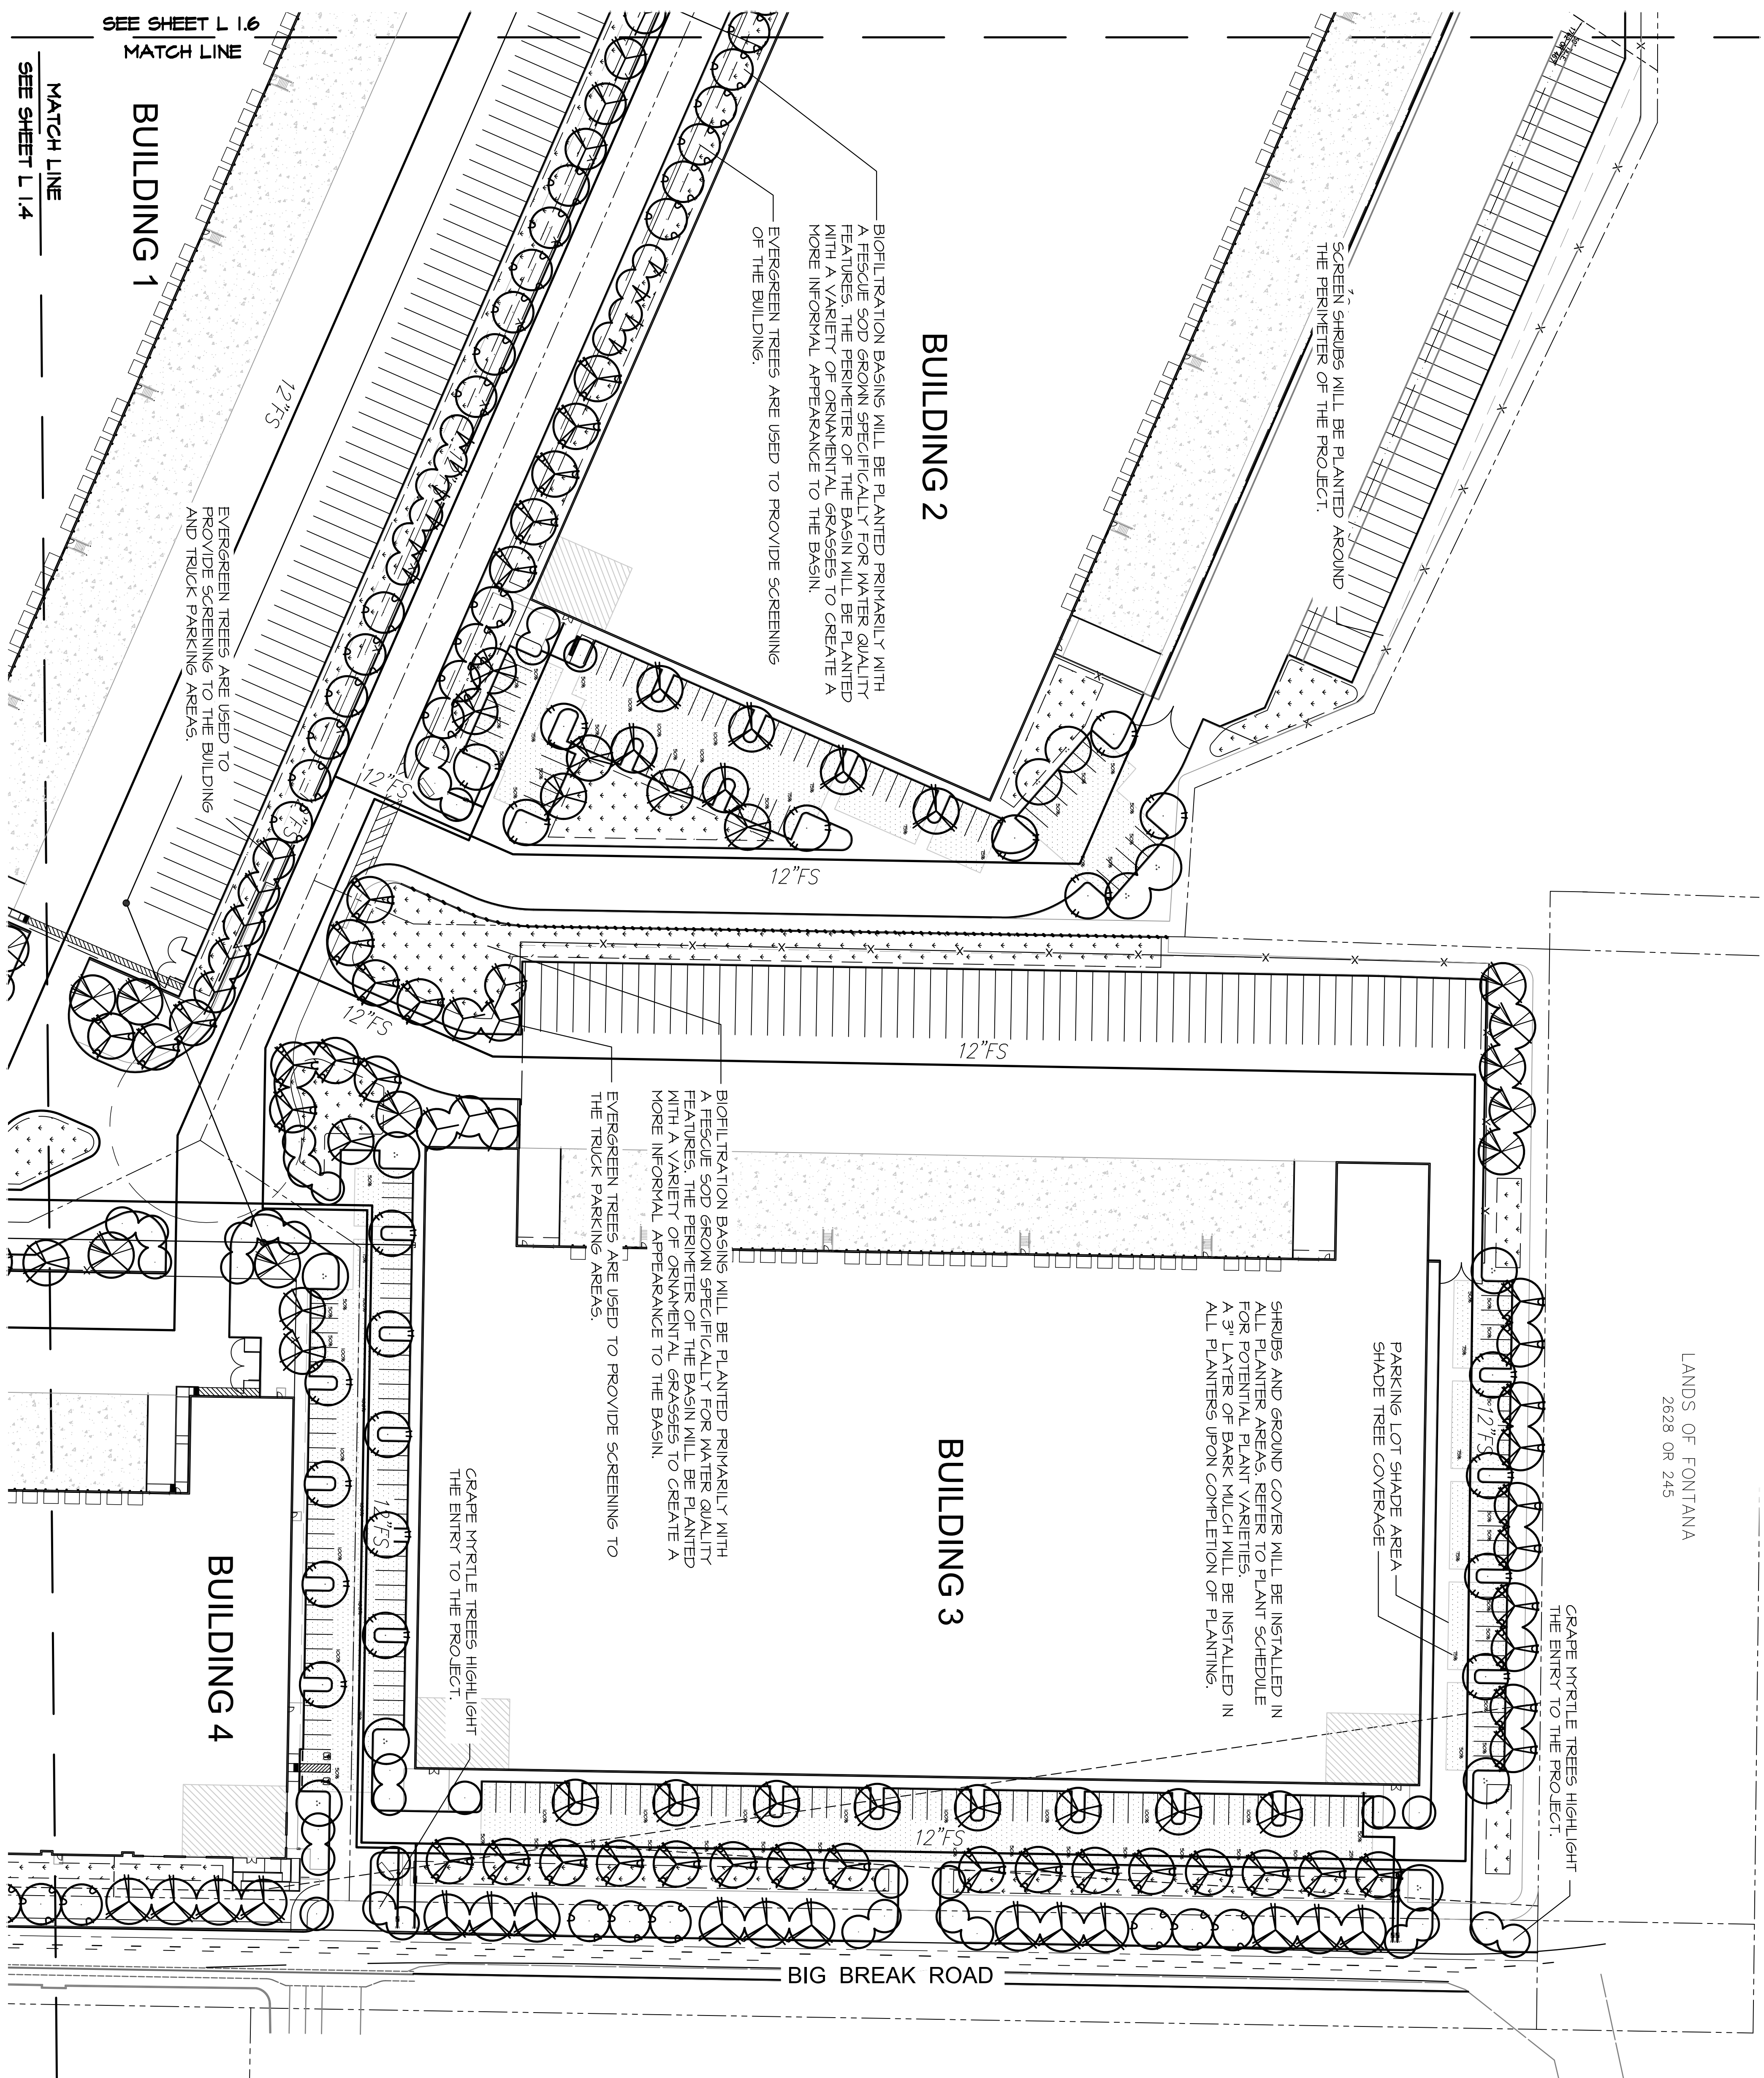 SEE SHEET L 1.6
MATCH LINE
MATCH LINE
SEE SHEET L 1.4
BUILDING 1
BIOFILTRATION BASINS WILL BE PLANTED PRIMARILY WITH
A FESCUE SOD GROWN SPECIFICALLY FOR WATER QUALITY
FEATURES. THE PERIMETER OF THE BASIN WILL BE PLANTED
WITH A VARIETY OF ORNAMENTAL GRASSES TO CREATE A
MORE INFORMAL APPEARANCE TO THE BASIN.
EVERGREEN TREES ARE USED TO PROVIDE SCREENING
OF THE BUILDING.
BUILDING 2
SCREEN SHRUBS WILL BE PLANTED AROUND
THE PERIMETER OF THE PROJECT.
12"FS
EVERGREEN TREES ARE USED TO
PROVIDE SCREENING TO THE BUILDING
AND TRUCK PARKING AREAS.
12"FS
12"FS
12"FS
12"FS
BIOFILTRATION BASINS WILL BE PLANTED PRIMARILY WITH
A FESCUE SOD GROWN SPECIFICALLY FOR WATER QUALITY
FEATURES. THE PERIMETER OF THE BASIN WILL BE PLANTED
WITH A VARIETY OF ORNAMENTAL GRASSES TO CREATE A
MORE INFORMAL APPEARANCE TO THE BASIN.
EVERGREEN TREES ARE USED TO PROVIDE SCREENING TO
THE TRUCK PARKING AREAS.
SHRUBS AND GROUND COVER WILL BE INSTALLED IN
ALL PLANTER AREAS. REFER TO PLANT SCHEDULE
FOR POTENTIAL PLANT VARIETIES.
A 3" LAYER OF BARK MULCH WILL BE INSTALLED IN
ALL PLANTERS UPON COMPLETION OF PLANTING.
PARKING LOT SHADE AREA
SHADE TREE COVERAGE
LANDS OF FONTANA
2628 OR 245
12"FS
BUILDING 3
CRAPE MYRTLE TREES HIGHLIGHT
THE ENTRY TO THE PROJECT.
CRAPE MYRTLE TREES HIGHLIGHT
THE ENTRY TO THE PROJECT.
12"FS
BUILDING 4
12"FS
BIG BREAK ROAD